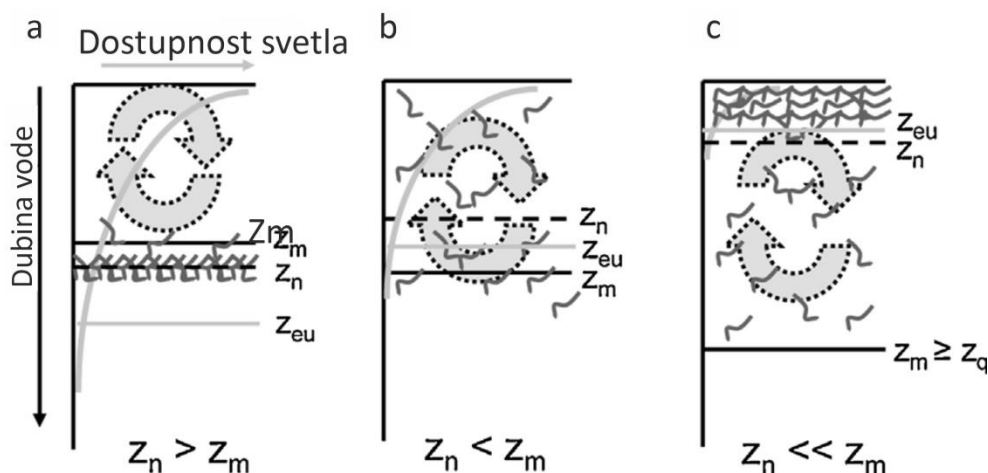 a
Dostupnost svetla
Dubina vode
Zm
z_m
z_n
z_eu
z_n > z_m
b
z_n
z_eu
z_m
z_n < z_m
c
z_eu
z_n
z_m ≥ z_q
z_n << z_m